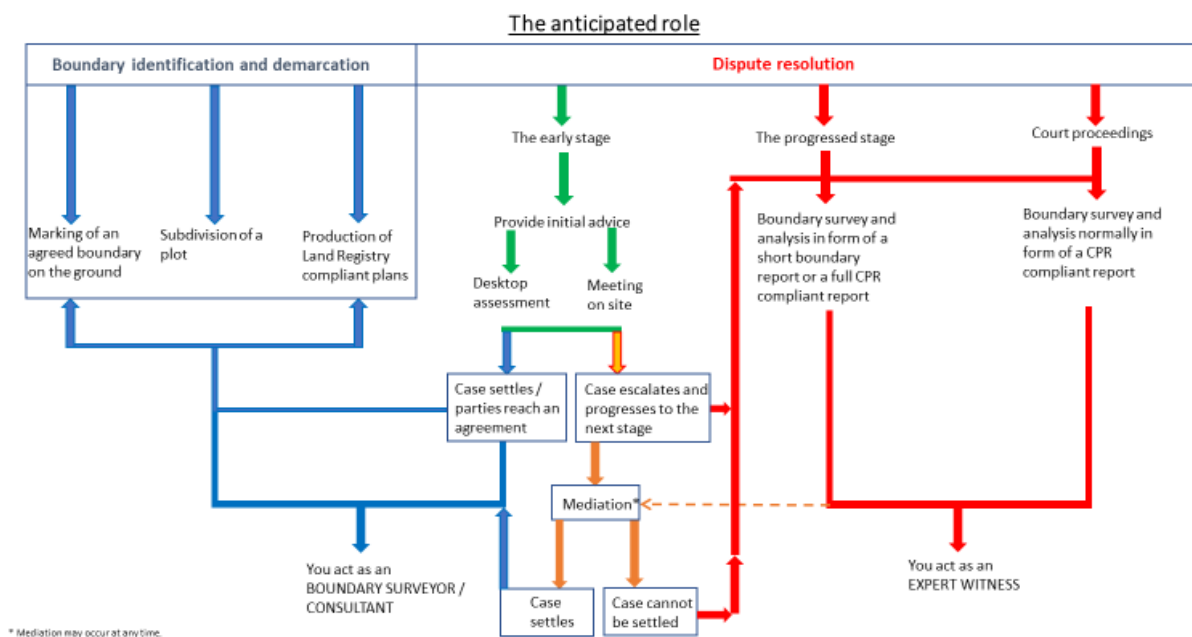 The anticipated role
Boundary identification and demarcation
Dispute resolution
The early stage
The progressed stage
Court proceedings
Marking of an
agreed boundary
on the ground
Subdivision of a
plot
Production of
Land Registry
compliant plans
Provide initial advice
Boundary survey and
analysis in form of a
short boundary
report or a full CPR
compliant report
Boundary survey and
analysis normally in
form of a CPR
compliant report
Desktop
assessment
Meeting
on site
Case settles /
parties reach an
agreement
Case escalates and
progresses to the
next stage
Mediation*
You act as an
BOUNDARY SURVEYOR /
CONSULTANT
Case
settles
Case cannot
be settled
You act as an
EXPERT WITNESS
* Mediation may occur at any time.